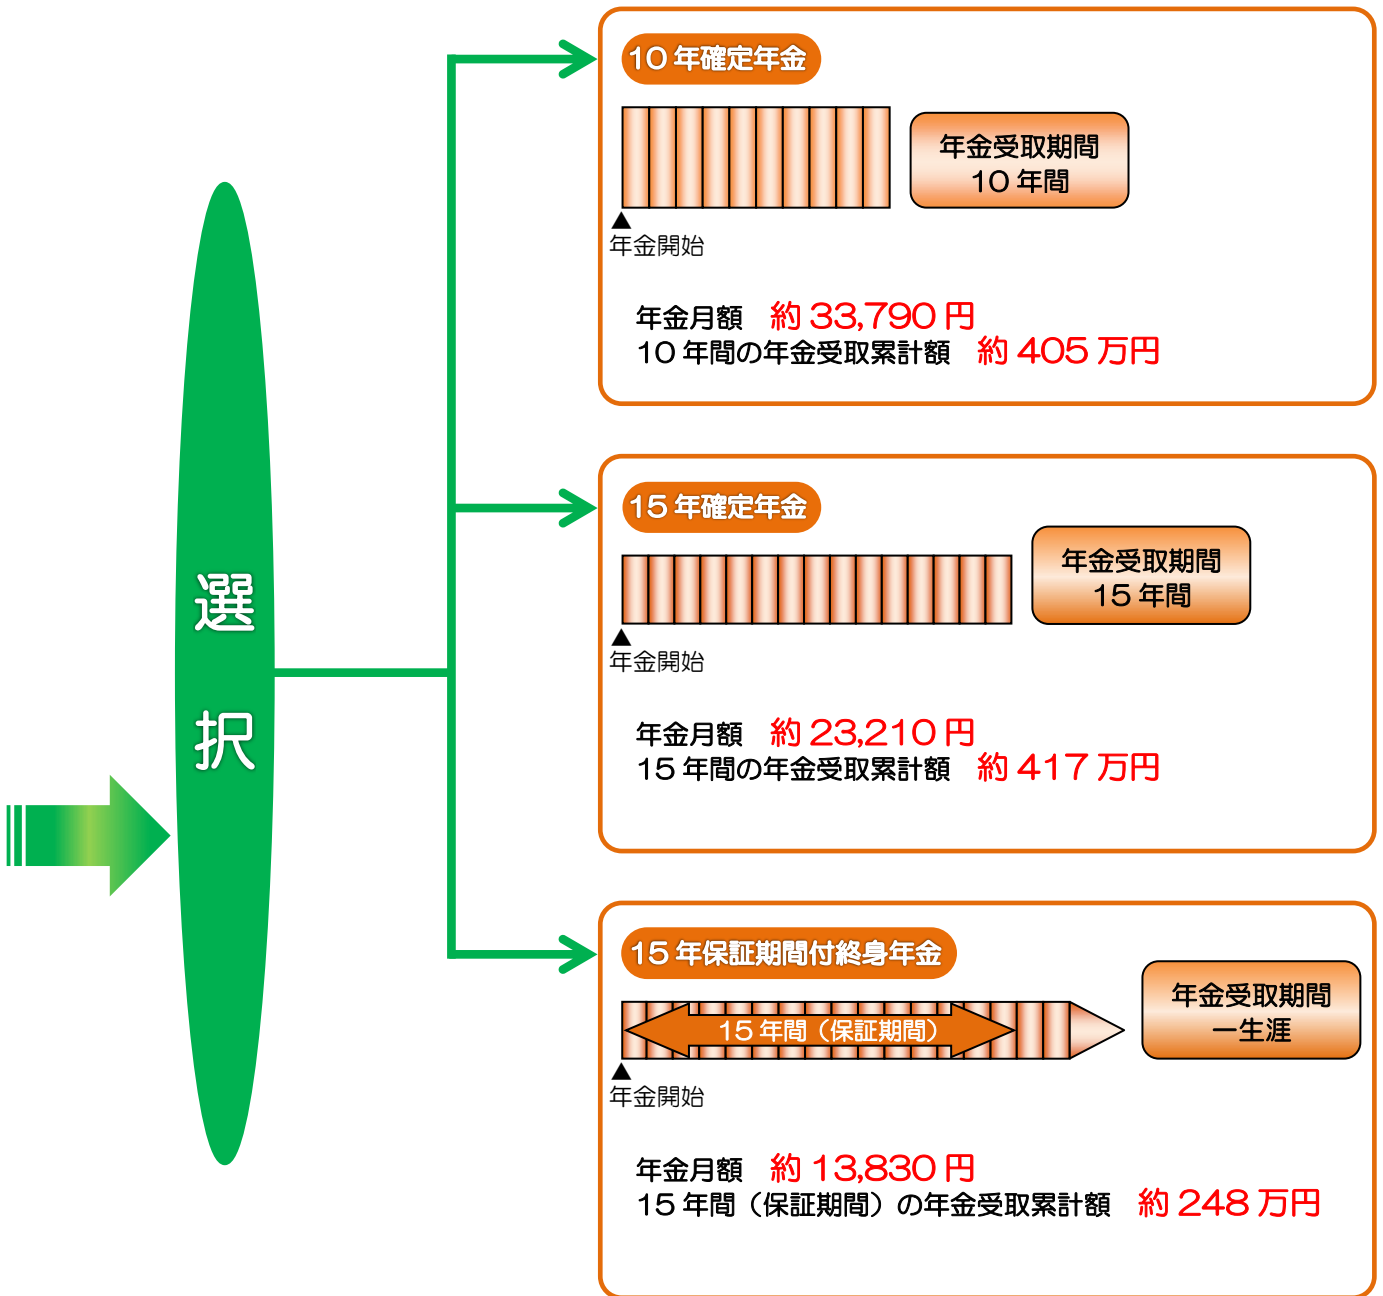 選択
10年確定年金
年金受取期間
10年間
▲
年金開始
年金月額 約33,790円
10年間の年金受取累計額 約405万円
15年確定年金
年金受取期間
15年間
▲
年金開始
年金月額 約23,210円
15年間の年金受取累計額 約417万円
15年保証期間付終身年金
15年間（保証期間）
年金受取期間
一生涯
▲
年金開始
年金月額 約13,830円
15年間（保証期間）の年金受取累計額 約248万円